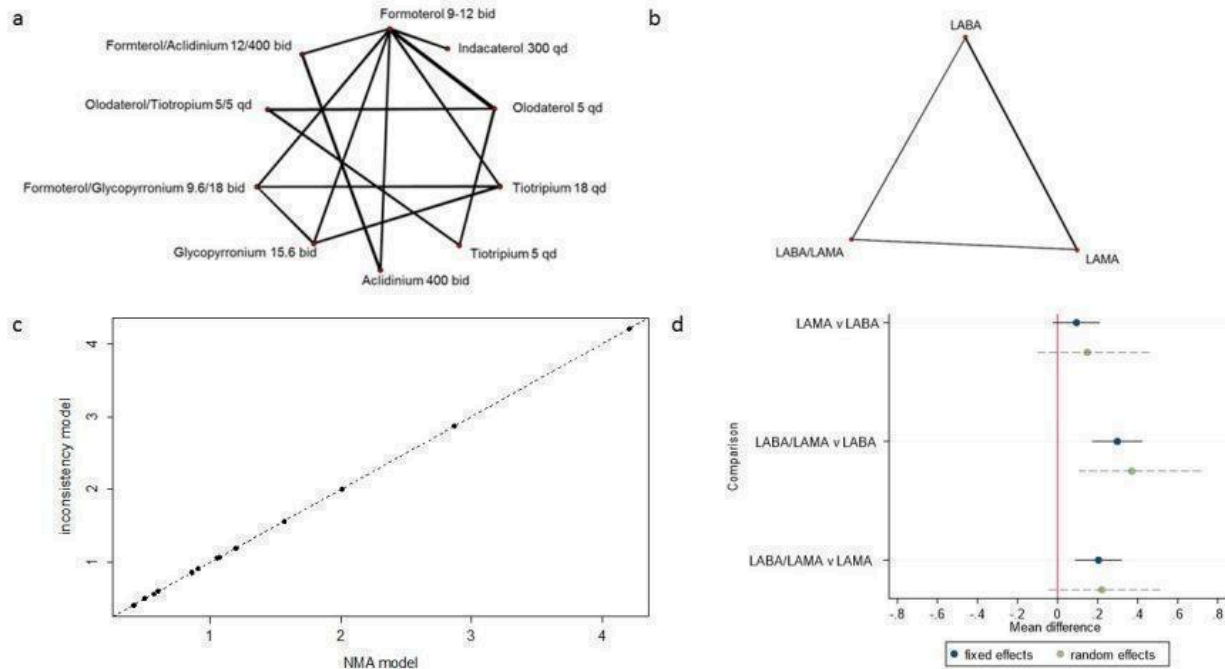 a
Formoterol 9-12 bid
Formterol/Aclidinium 12/400 bid
Indacaterol 300 qd
Olodaterol/Tiotropium 5/5 qd
Olodaterol 5 qd
Formoterol/Glycopyrronium 9.6/18 bid
Tiotripium 18 qd
Glycopyrronium 15.6 bid
Tiotripium 5 qd
Aclidinium 400 bid
b
LABA
LABA/LAMA
LAMA
c
inconsistency model
4
3
2
1
1
2
3
4
NMA model
d
Comparison
LAMA v LABA
LABA/LAMA v LABA
LABA/LAMA v LAMA
-.8 -.6 -.4 -.2 0 .2 .4 .6 .8
Mean difference
fixed effects random effects